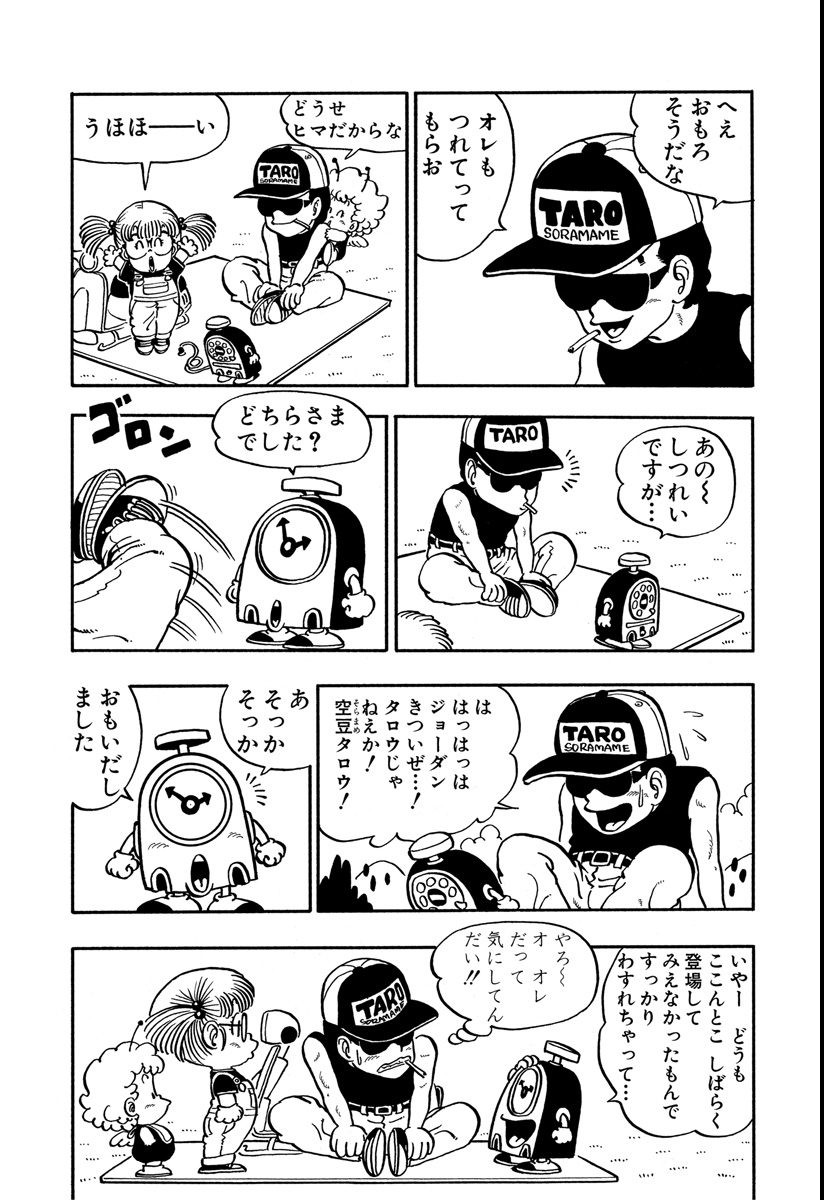 へえ
おもろ
そうだな
オレも
つれてって
もらお
TARO
SORAMAME
どうせ
ヒマだからな
うほほーーい
TARO
SORAMAME
あの〜
しつれい
ですが…
TARO
どちらさま
でした？
ゴロン
は
はっはっは
ジョーダン
きついぜ…！
タロウじゃ
ねえか！
空豆タロウ！
そらまめ
TARO
SORAMAME
あ
そっか
そっか
おもいだし
ました
いやー どうも
ここんとこ しばらく
登場して
みえなかったもんで
すっかり
わすれちゃって…
やろ〜
オ オレ
だって
気にしてん
だい!!
TARO
SORAMAME